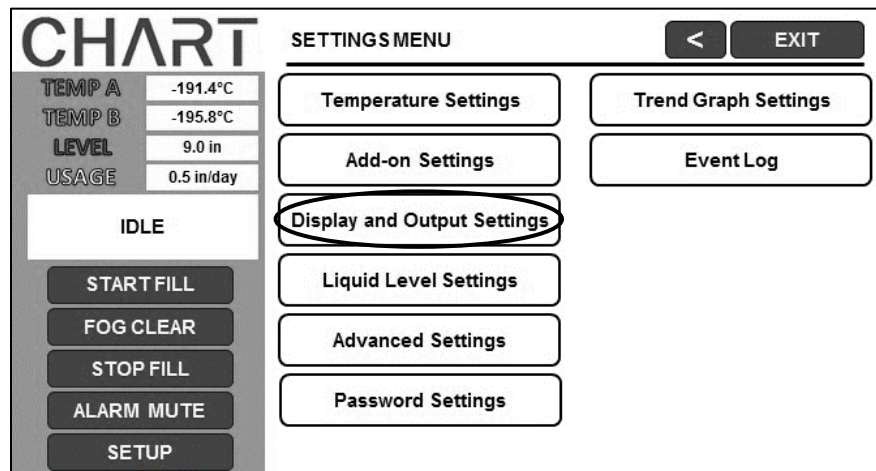 CHART
SETTINGS MENU
<
EXIT
TEMP A
-191.4°C
TEMP B
-195.8°C
LEVEL
9.0 in
USAGE
0.5 in/day
IDLE
START FILL
FOG CLEAR
STOP FILL
ALARM MUTE
SETUP
Temperature Settings
Add-on Settings
Display and Output Settings
Liquid Level Settings
Advanced Settings
Password Settings
Trend Graph Settings
Event Log